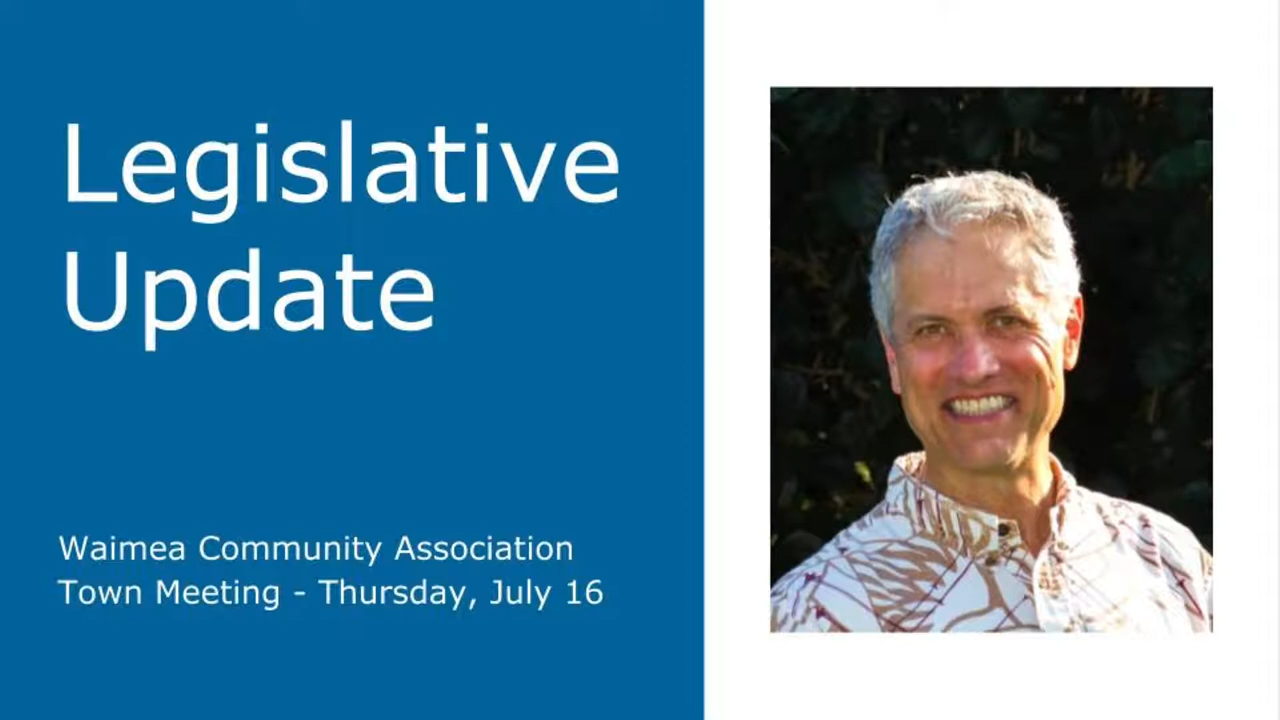 Legislative
Update
Waimea Community Association
Town Meeting - Thursday, July 16